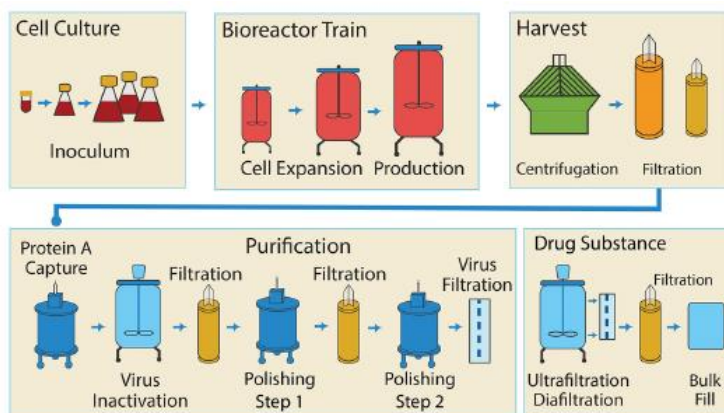 Cell Culture
Inoculum
Bioreactor Train
Cell Expansion
Production
Harvest
Centrifugation
Filtration
Purification
Protein A
Capture
Virus
Inactivation
Filtration
Polishing
Step 1
Filtration
Polishing
Step 2
Virus
Filtration
Drug Substance
Ultrafiltration
Diafiltration
Filtration
Bulk
Fill